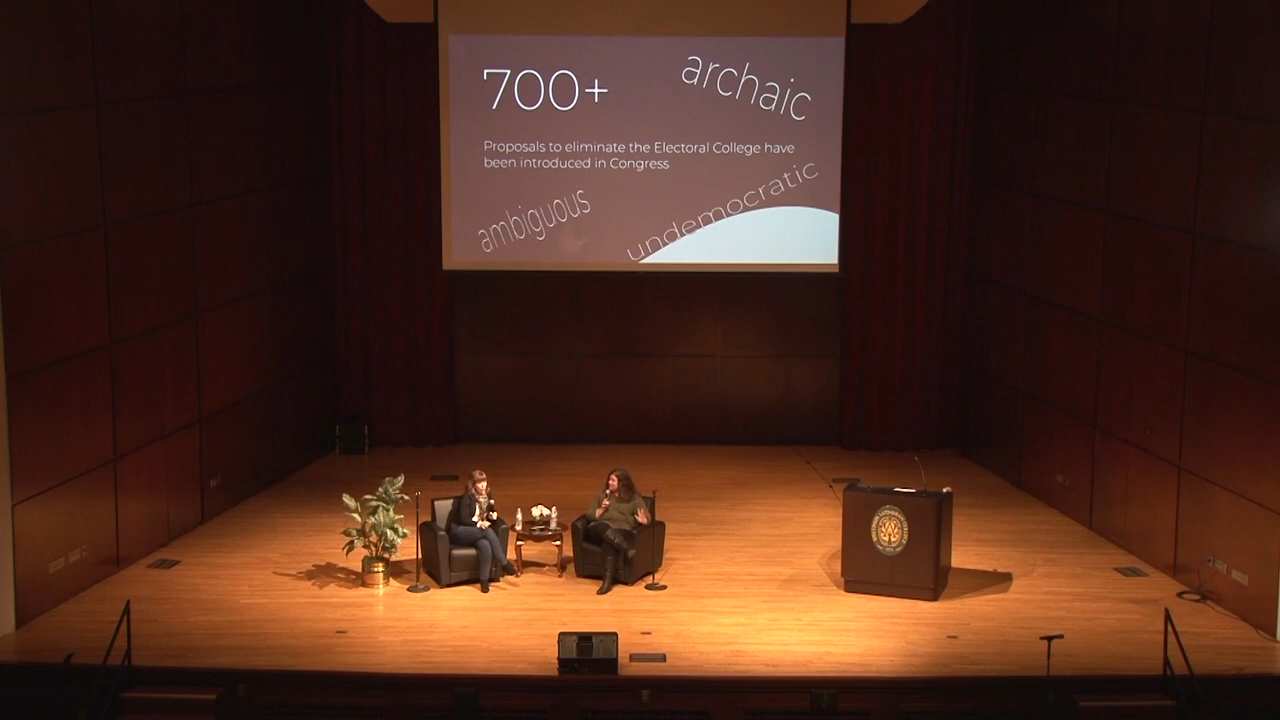 700+
archaic
Proposals to eliminate the Electoral College have
been introduced in Congress
ambiguous
undemocratic